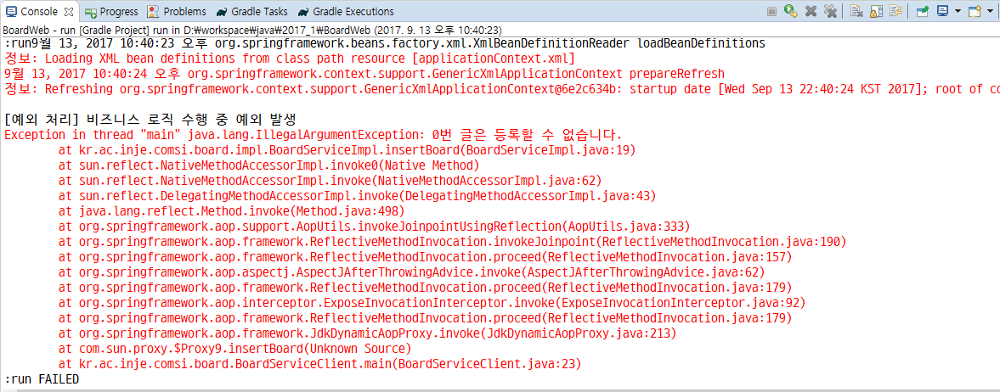 Console Progress Problems Gradle Tasks Gradle Executions
BoardWeb - run [Gradle Project] run in D:₩workspace₩java₩2017_1₩BoardWeb (2017. 9. 13 오후 10:40:23)
:run9월 13, 2017 10:40:23 오후 org.springframework.beans.factory.xml.XmlBeanDefinitionReader loadBeanDefinitions
정보: Loading XML bean definitions from class path resource [applicationContext.xml]
9월 13, 2017 10:40:24 오후 org.springframework.context.support.GenericXmlApplicationContext prepareRefresh
정보: Refreshing org.springframework.context.support.GenericXmlApplicationContext@6e2c634b: startup date [Wed Sep 13 22:40:24 KST 2017]; root of co
[예외 처리] 비즈니스 로직 수행 중 예외 발생
Exception in thread "main" java.lang.IllegalArgumentException: 0번 글은 등록할 수 없습니다.
at kr.ac.inje.comsi.board.impl.BoardServiceImpl.insertBoard(BoardServiceImpl.java:19)
at sun.reflect.NativeMethodAccessorImpl.invoke0(Native Method)
at sun.reflect.NativeMethodAccessorImpl.invoke(NativeMethodAccessorImpl.java:62)
at sun.reflect.DelegatingMethodAccessorImpl.invoke(DelegatingMethodAccessorImpl.java:43)
at java.lang.reflect.Method.invoke(Method.java:498)
at org.springframework.aop.support.AopUtils.invokeJoinpointUsingReflection(AopUtils.java:333)
at org.springframework.aop.framework.ReflectiveMethodInvocation.invokeJoinpoint(ReflectiveMethodInvocation.java:190)
at org.springframework.aop.framework.ReflectiveMethodInvocation.proceed(ReflectiveMethodInvocation.java:157)
at org.springframework.aop.aspectj.AspectJAfterThrowingAdvice.invoke(AspectJAfterThrowingAdvice.java:62)
at org.springframework.aop.framework.ReflectiveMethodInvocation.proceed(ReflectiveMethodInvocation.java:179)
at org.springframework.aop.interceptor.ExposeInvocationInterceptor.invoke(ExposeInvocationInterceptor.java:92)
at org.springframework.aop.framework.ReflectiveMethodInvocation.proceed(ReflectiveMethodInvocation.java:179)
at org.springframework.aop.framework.JdkDynamicAopProxy.invoke(JdkDynamicAopProxy.java:213)
at com.sun.proxy.$Proxy9.insertBoard(Unknown Source)
at kr.ac.inje.comsi.board.BoardServiceClient.main(BoardServiceClient.java:23)
:run FAILED